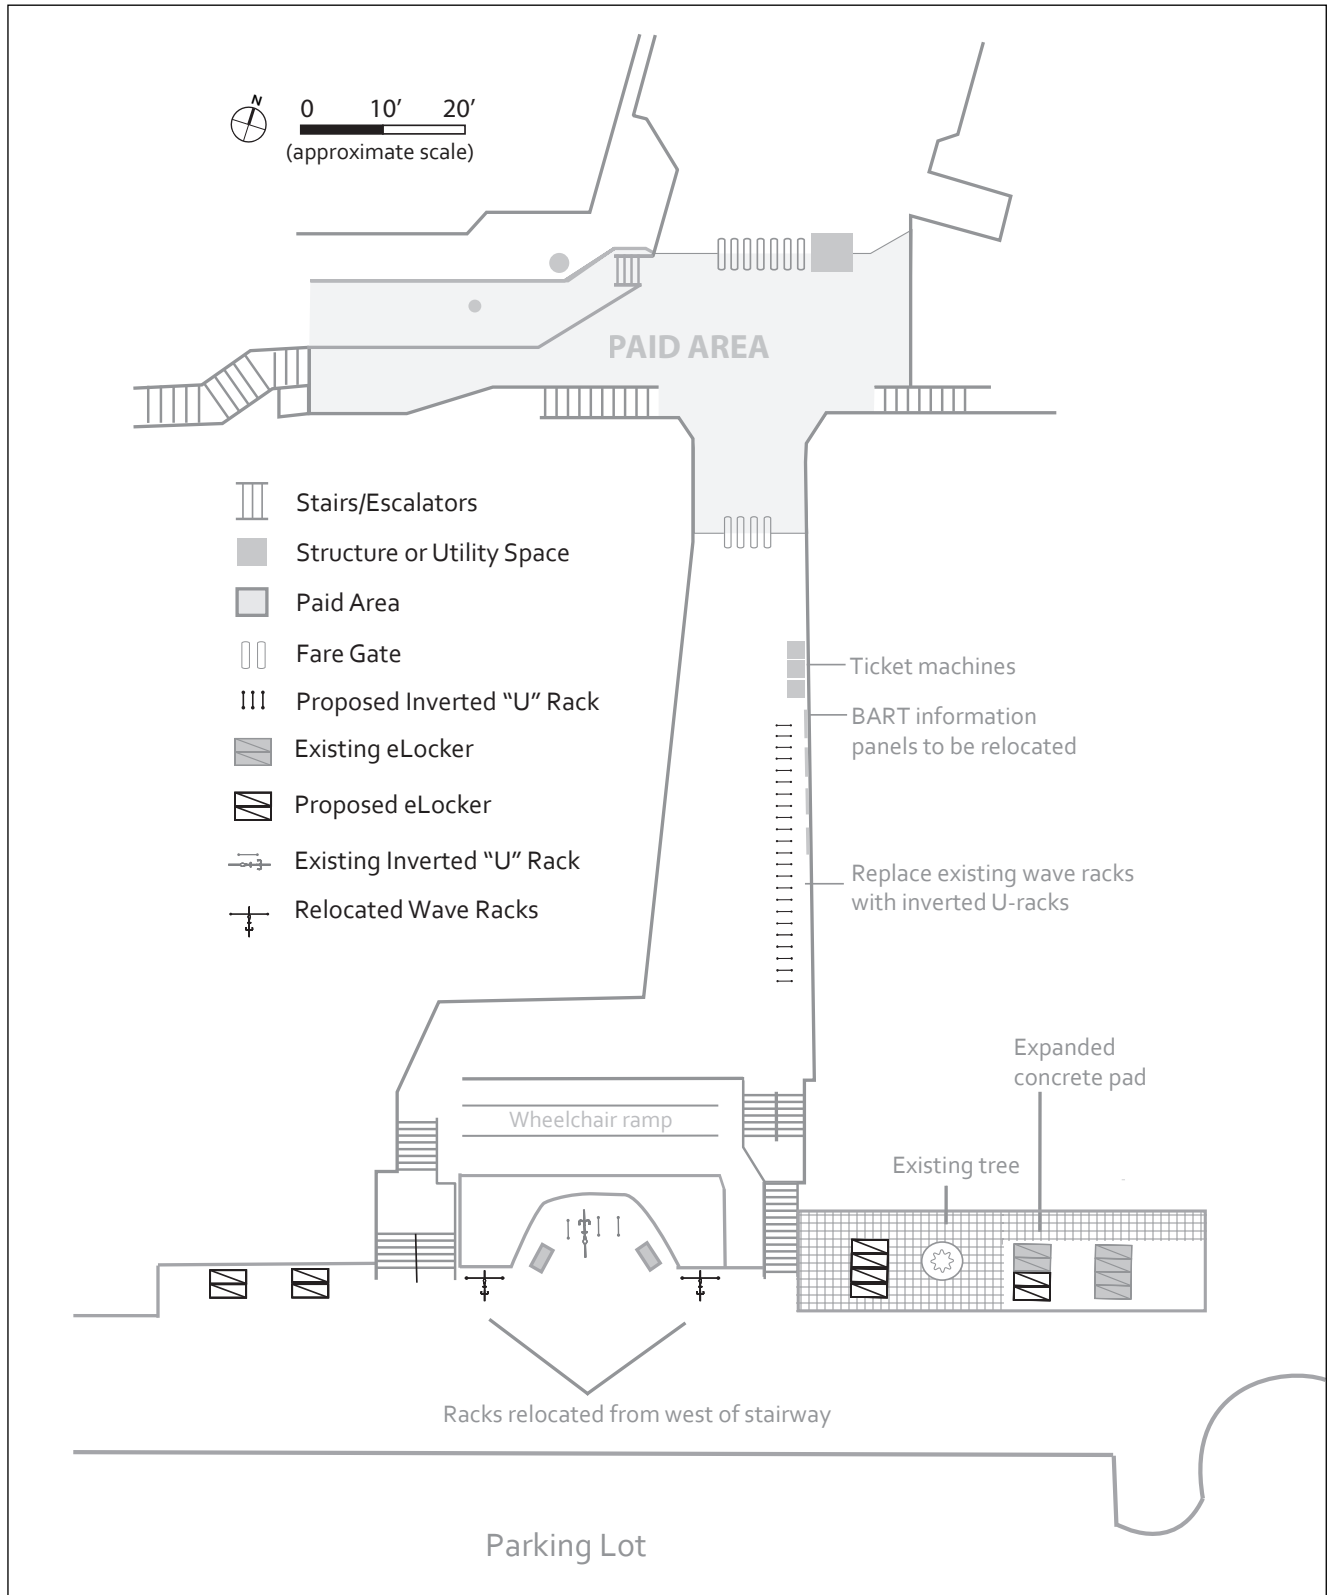 N
0 10’ 20’
(approximate scale)
PAID AREA
Stairs/Escalators
Structure or Utility Space
Paid Area
Fare Gate
Proposed Inverted “U” Rack
Existing eLocker
Proposed eLocker
Existing Inverted “U” Rack
Relocated Wave Racks
Ticket machines
BART information
panels to be relocated
Replace existing wave racks
with inverted U-racks
Expanded
concrete pad
Wheelchair ramp
Existing tree
Racks relocated from west of stairway
Parking Lot